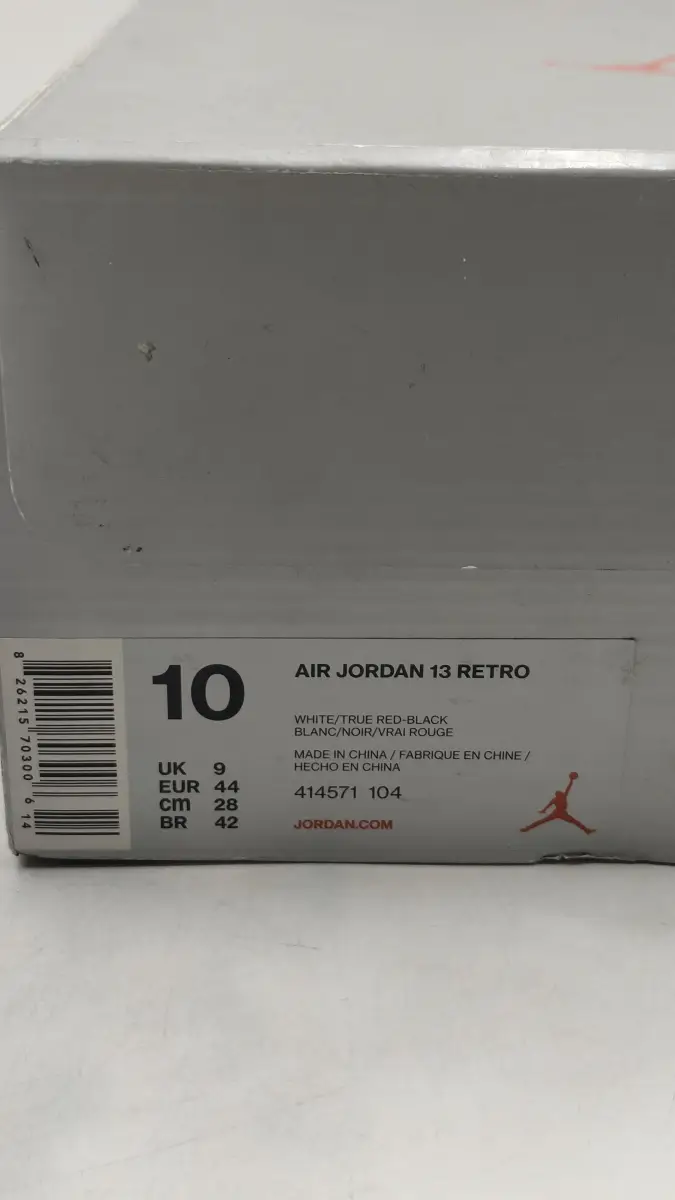 8 26215 70300 6 14
10
UK 9
EUR 44
cm 28
BR 42
AIR JORDAN 13 RETRO
WHITE/TRUE RED-BLACK
BLANC/NOIR/VRAI ROUGE
MADE IN CHINA / FABRIQUE EN CHINE /
HECHO EN CHINA
414571 104
JORDAN.COM